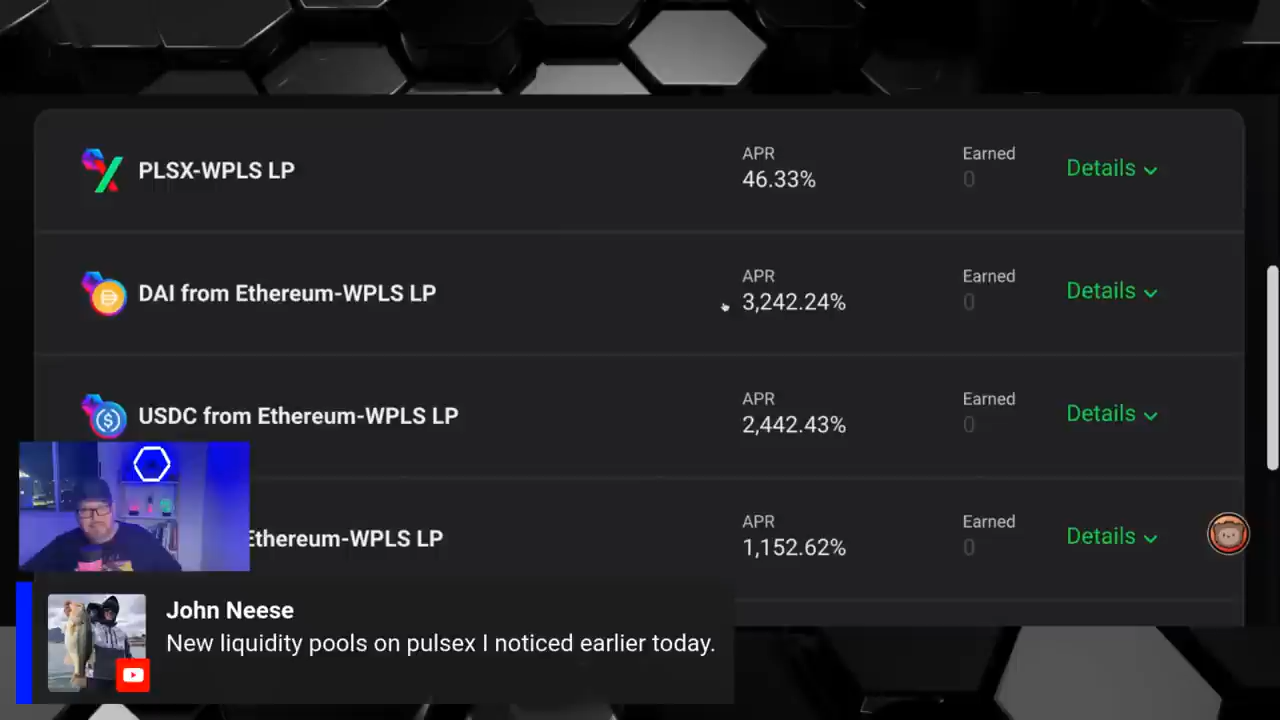 PLSX-WPLS LP
APR
46.33%
Earned
0
Details
DAI from Ethereum-WPLS LP
APR
3,242.24%
Earned
0
Details
USDC from Ethereum-WPLS LP
APR
2,442.43%
Earned
0
Details
Ethereum-WPLS LP
APR
1,152.62%
Earned
0
Details
John Neese
New liquidity pools on pulsex I noticed earlier today.